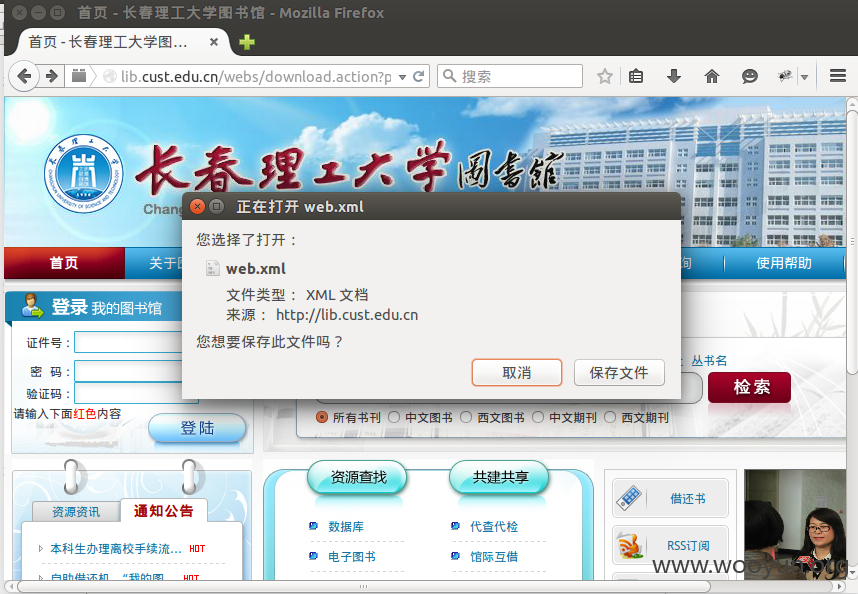 首页 - 长春理工大学图书馆 - Mozilla Firefox
首页 - 长春理工大学图...
lib.cust.edu.cn/webs/download.action?p
搜索
长春理工大学圖書館
Chang
首页
关于
询
使用帮助
正在打开 web.xml
您选择了打开：
web.xml
文件类型： XML 文档
来源： http://lib.cust.edu.cn
您想要保存此文件吗？
取消
保存文件
登录 我的图书馆
证件号：
密 码：
验证码：
请输入下面红色内容
登陆
：丛书名
检索
所有书刊 中文图书 西文图书 中文期刊 西文期刊
资源资讯
通知公告
本科生办理离校手续流... HOT
自助借还机，“我的图... HOT
资源查找
数据库
电子图书
共建共享
代查代检
馆际互借
借还书
RSS订阅